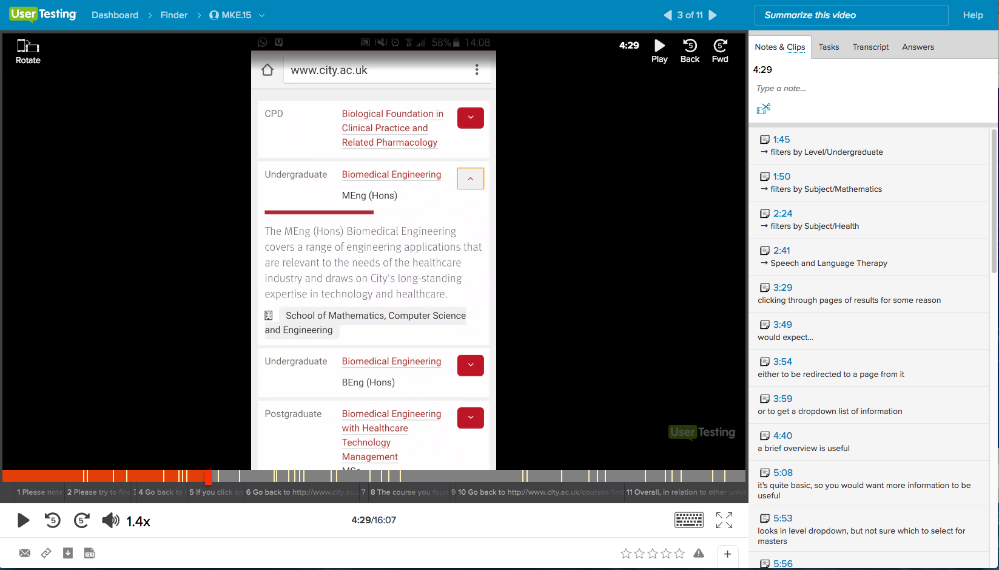 UserTesting Dashboard > Finder > MKE.15 3 of 11 Summarize this video Help
Rotate
58% 14:08
4:29 Play Back Fwd
5 5
www.city.ac.uk
CPD Biological Foundation in
Clinical Practice and
Related Pharmacology
Undergraduate Biomedical Engineering
MEng (Hons)
The MEng (Hons) Biomedical Engineering
covers a range of engineering applications that
are relevant to the needs of the healthcare
industry and draws on City's long-standing
expertise in technology and healthcare.
School of Mathematics, Computer Science
and Engineering
Undergraduate Biomedical Engineering
BEng (Hons)
Postgraduate Biomedical Engineering
with Healthcare
Technology
Management
MSc
UserTesting
1 Please note 2 Please try to find 3 4 Go back to 5 If you click on 6 Go back to http://www.city.ac.u 7 8 The course you foun 9 10 Go back to http://www.city.ac.uk/courses/find 11 Overall, in relation to other unive
5 5 1.4x 4:29/16:07
XLS
+
Notes & Clips Tasks Transcript Answers
4:29
Type a note...
1:45
→ filters by Level/Undergraduate
1:50
→ filters by Subject/Mathematics
2:24
→ filters by Subject/Health
2:41
→ Speech and Language Therapy
3:29
clicking through pages of results for some reason
3:49
would expect...
3:54
either to be redirected to a page from it
3:59
or to get a dropdown list of information
4:40
a brief overview is useful
5:08
it's quite basic, so you would want more information to be
useful
5:53
looks in level dropdown, but not sure which to select for
masters
5:56